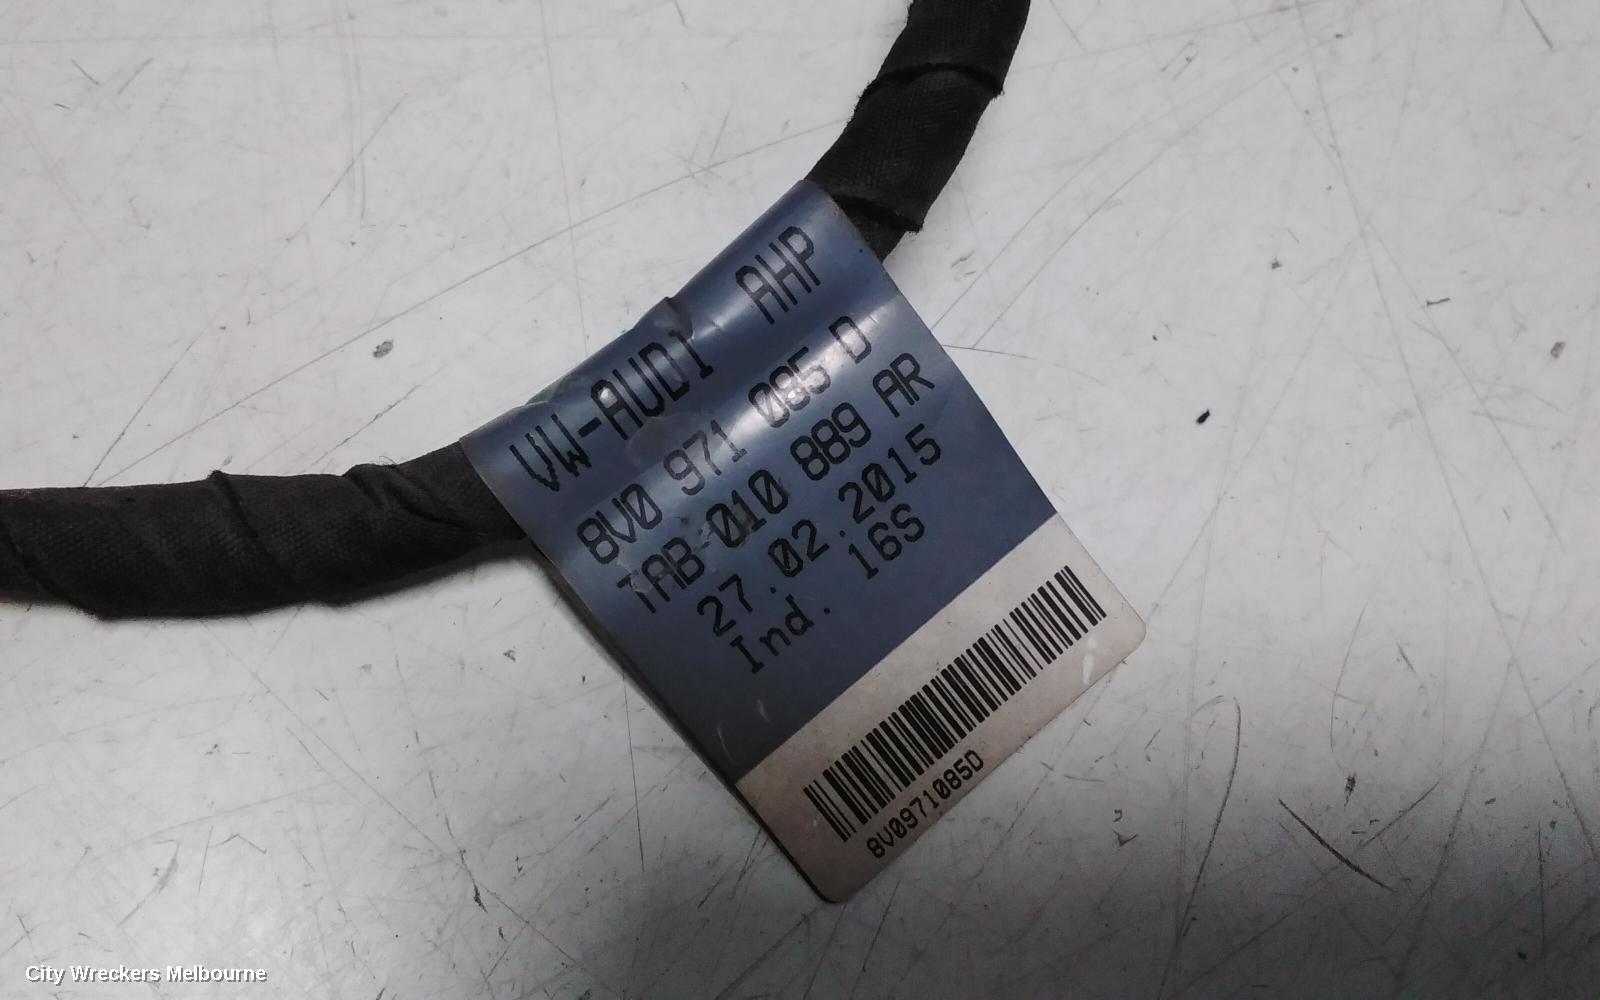 VW-AUDI AHP
8V0 971 085 D
TAB-010 889 AR
27.02.2015
Ind. 16S
8V0971085D
City Wreckers Melbourne